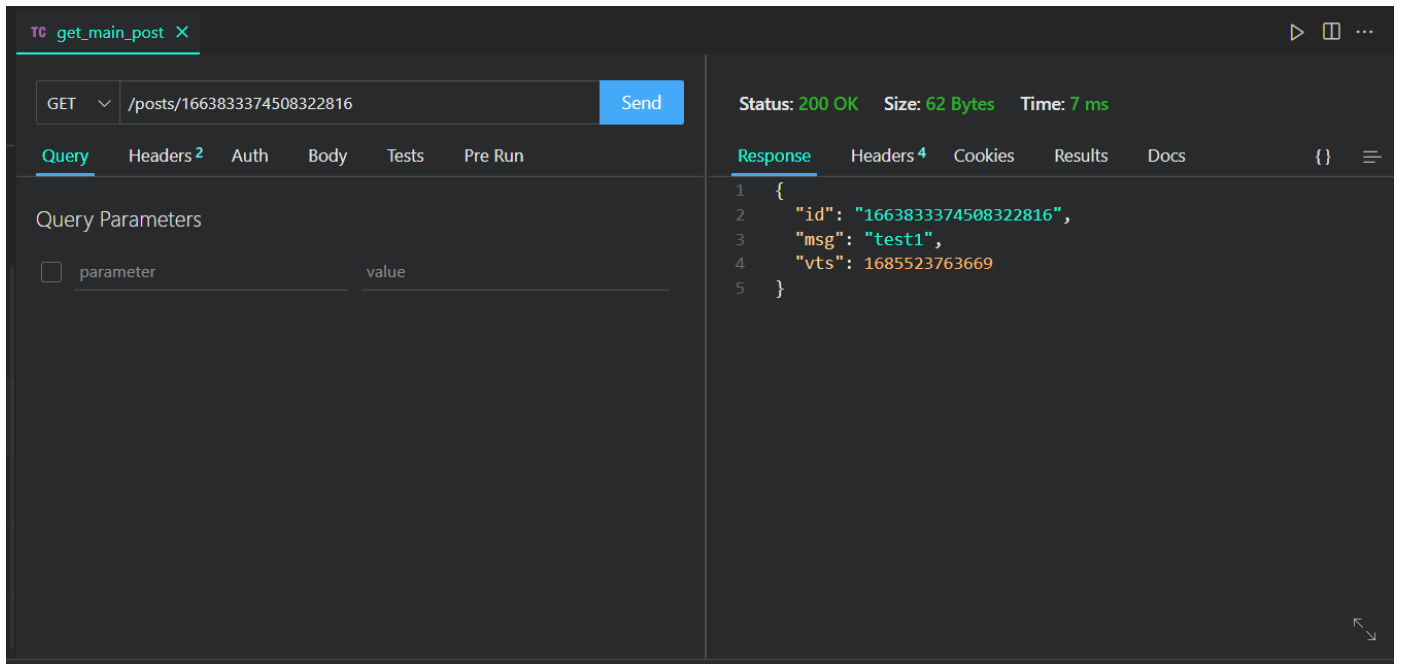 TC get_main_post
GET /posts/1663833374508322816 Send
Query Headers 2 Auth Body Tests Pre Run
Query Parameters
parameter value
Status: 200 OK Size: 62 Bytes Time: 7 ms
Response Headers 4 Cookies Results Docs {}
1 {
2 "id": "1663833374508322816",
3 "msg": "test1",
4 "vts": 1685523763669
5 }